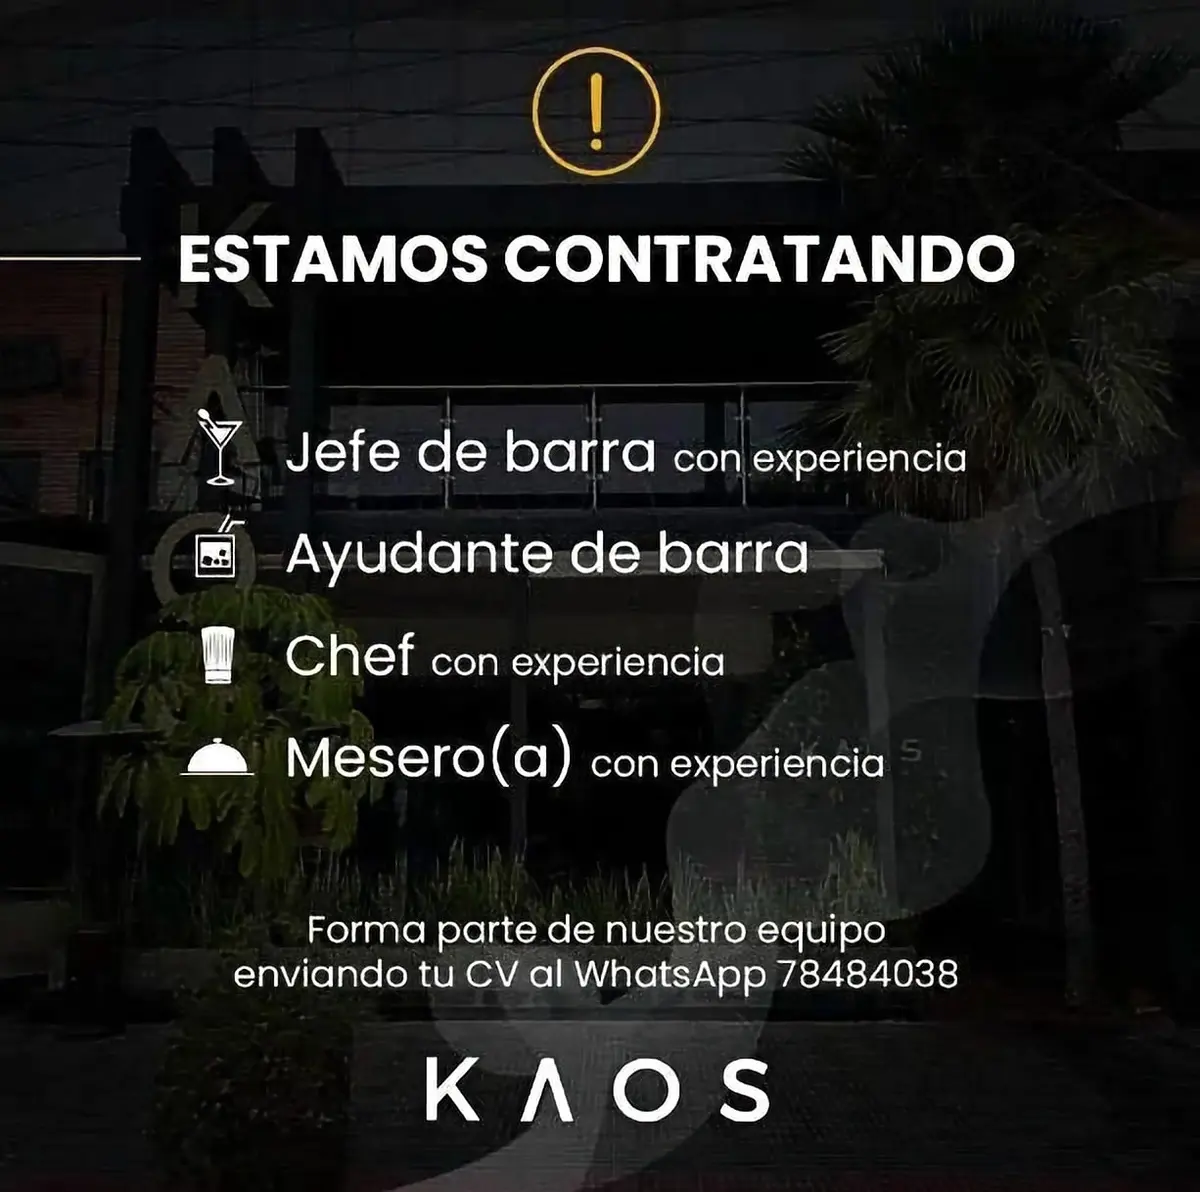 ESTAMOS CONTRATANDO
Jefe de barra con experiencia
Ayudante de barra
Chef con experiencia
Mesero(a) con experiencia
Forma parte de nuestro equipo
enviando tu CV al WhatsApp 78484038
KΛOS